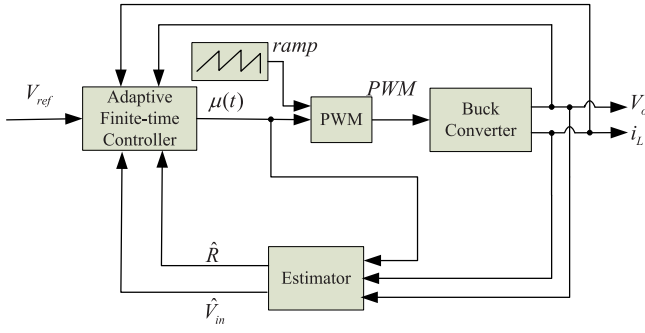 ramp
V_ref
Adaptive
Finite-time
Controller
μ(t)
PWM
PWM
Buck
Converter
V_o
i_L
R̂
Estimator
V̂_in